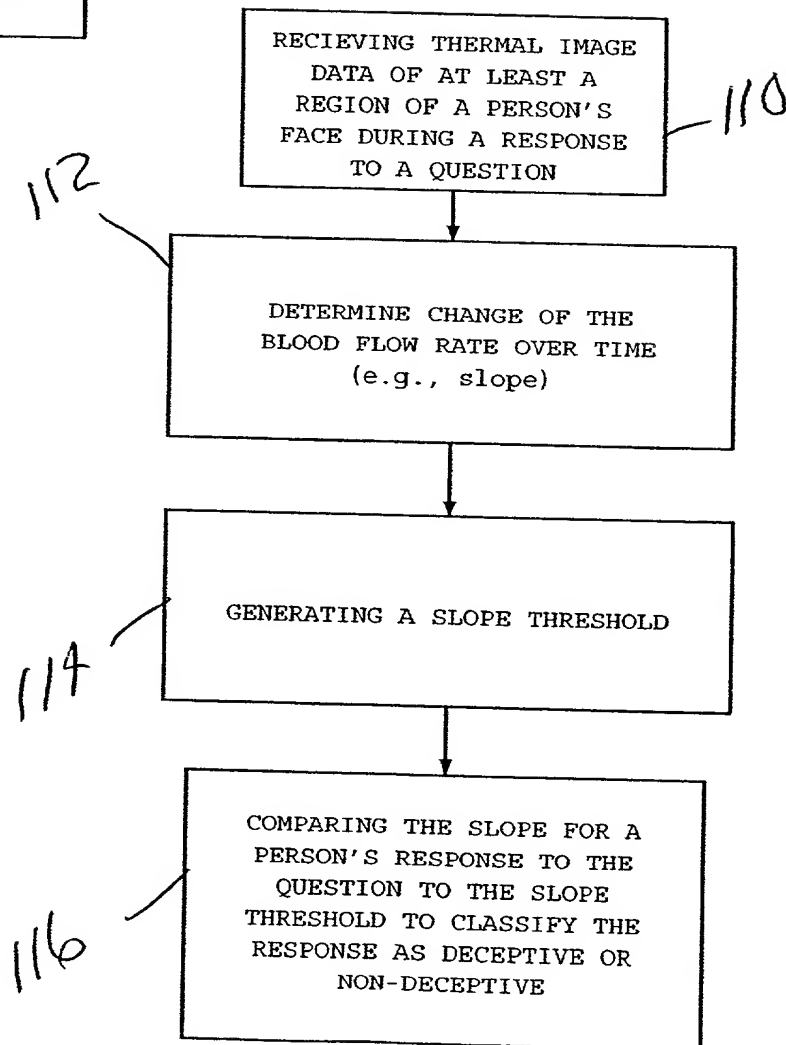 RECIEVING THERMAL IMAGE
DATA OF AT LEAST A
REGION OF A PERSON'S
FACE DURING A RESPONSE
TO A QUESTION
110
112
DETERMINE CHANGE OF THE
BLOOD FLOW RATE OVER TIME
(e.g., slope)
GENERATING A SLOPE THRESHOLD
114
COMPARING THE SLOPE FOR A
PERSON'S RESPONSE TO THE
QUESTION TO THE SLOPE
THRESHOLD TO CLASSIFY THE
RESPONSE AS DECEPTIVE OR
NON-DECEPTIVE
116